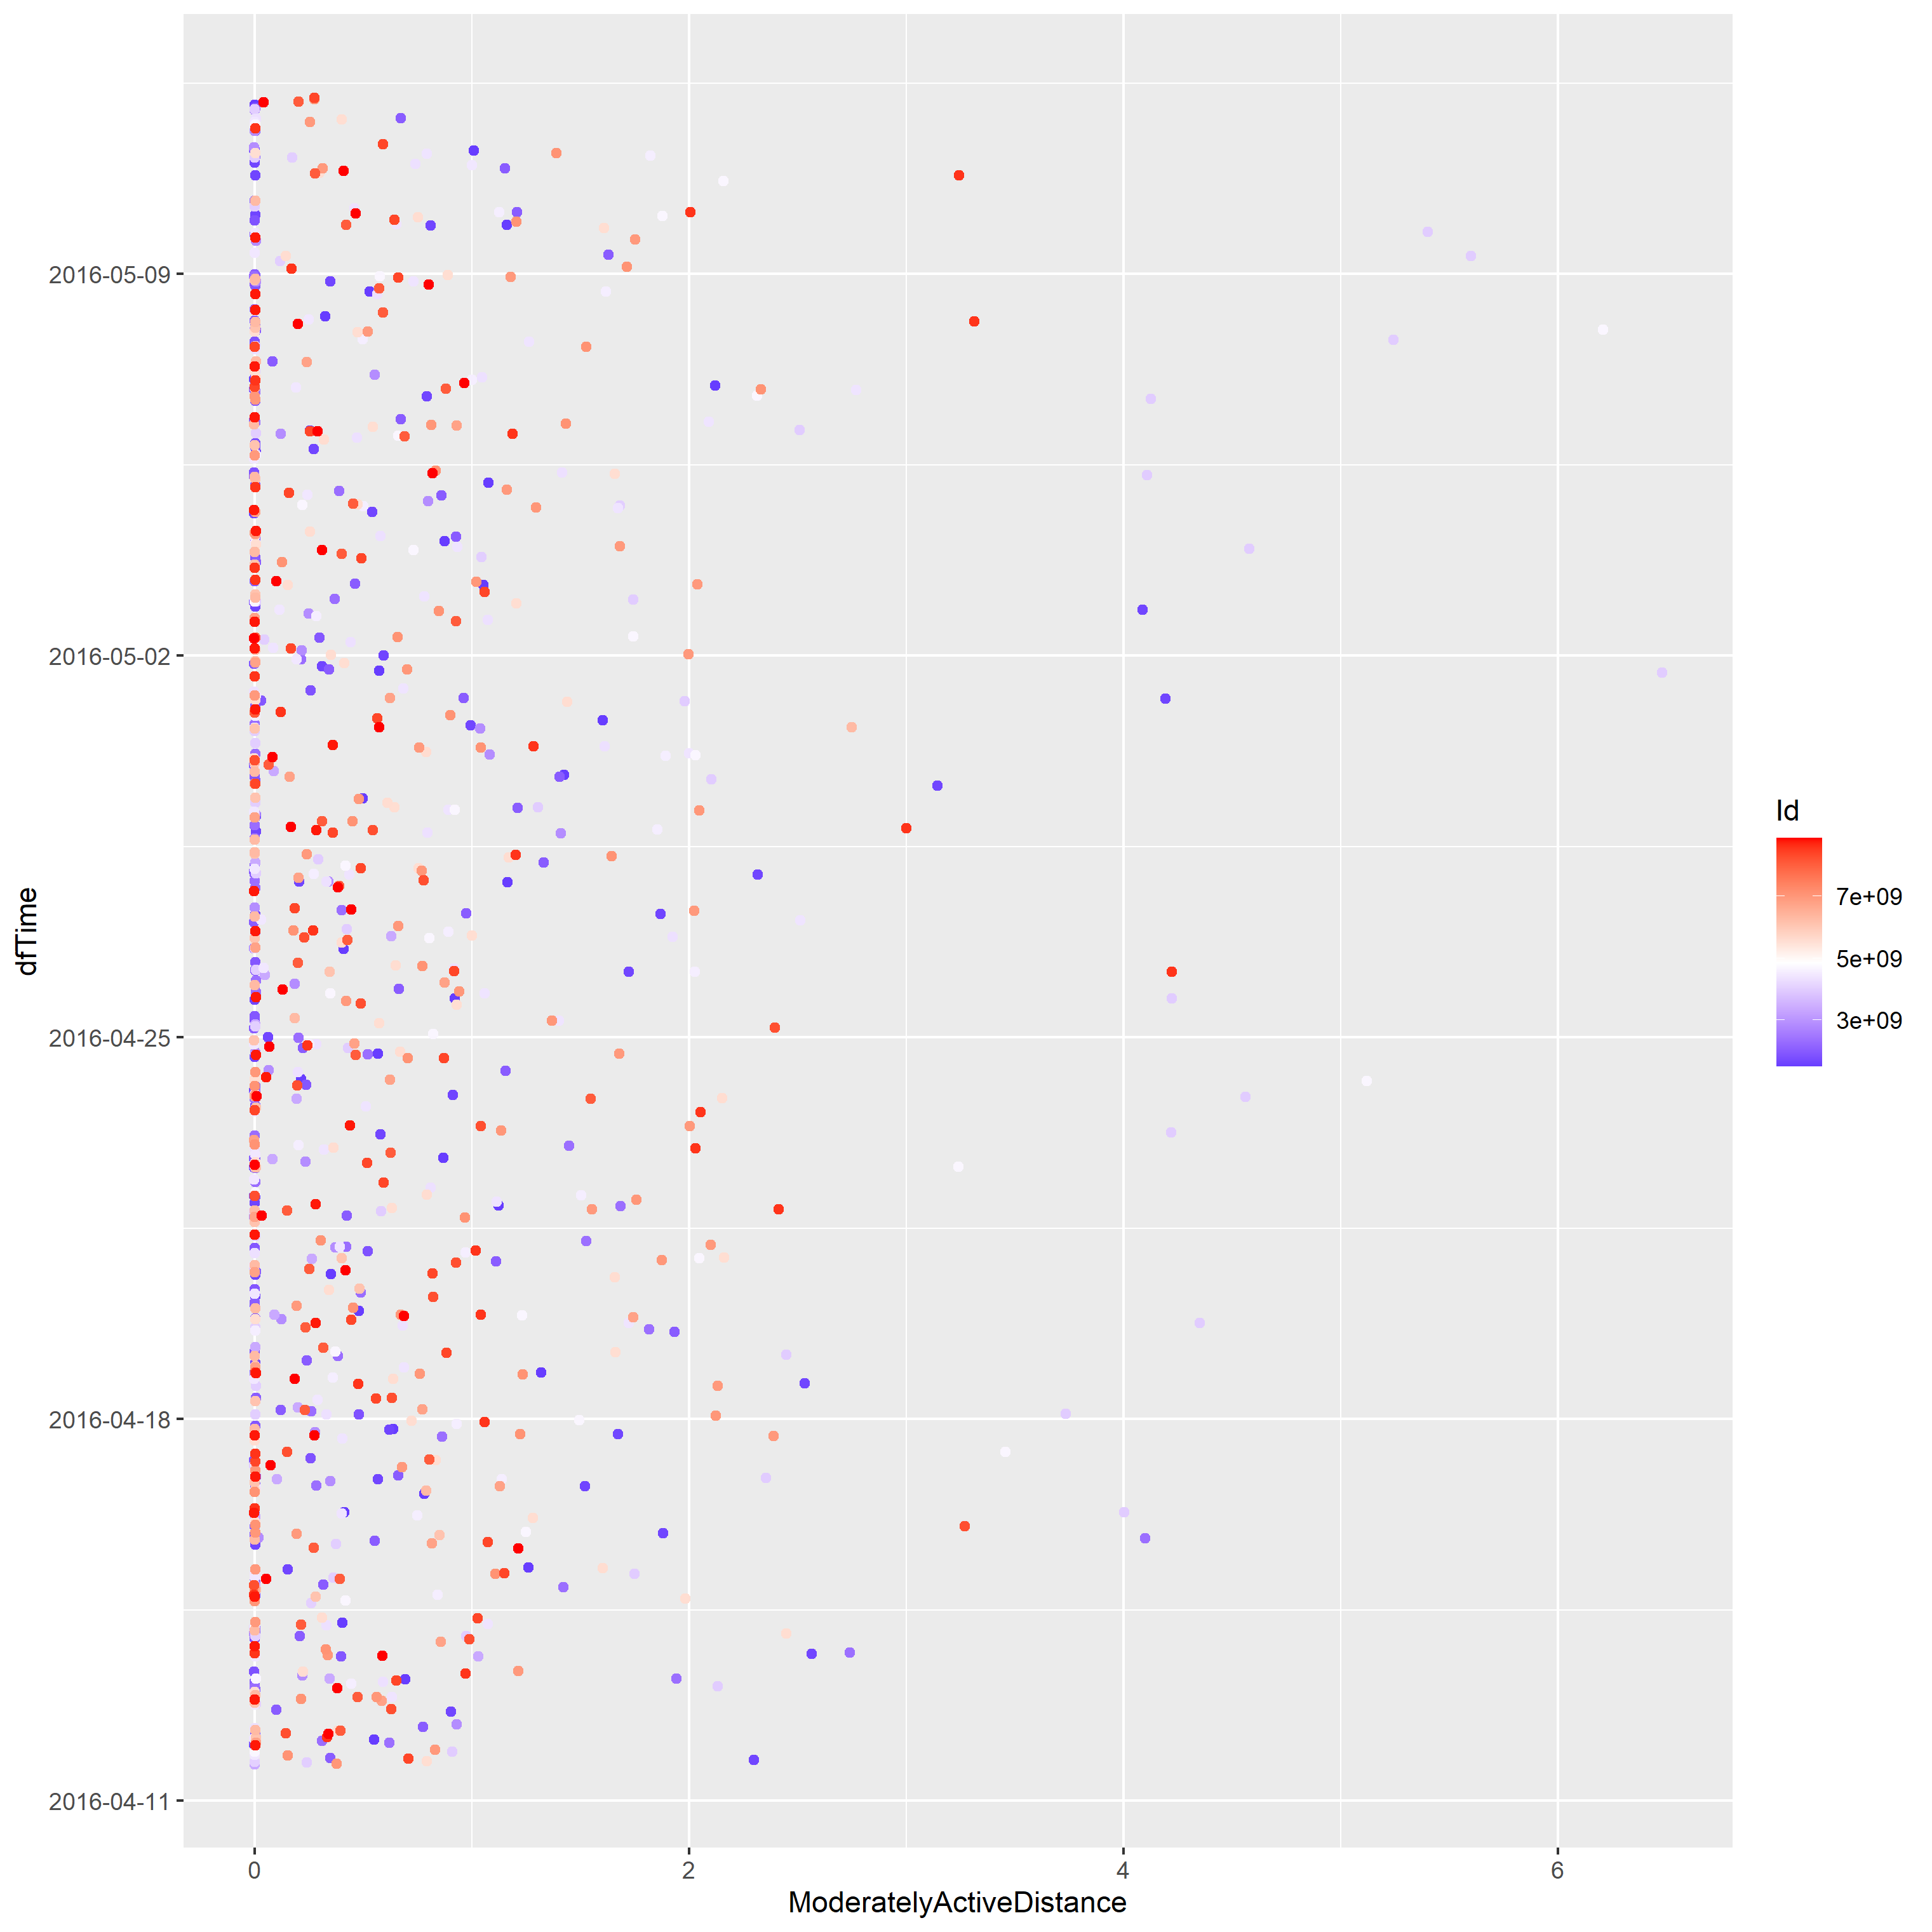 dfTime
2016-05-09
2016-05-02
2016-04-25
2016-04-18
2016-04-11
0 2 4 6
ModeratelyActiveDistance
Id
7e+09
5e+09
3e+09